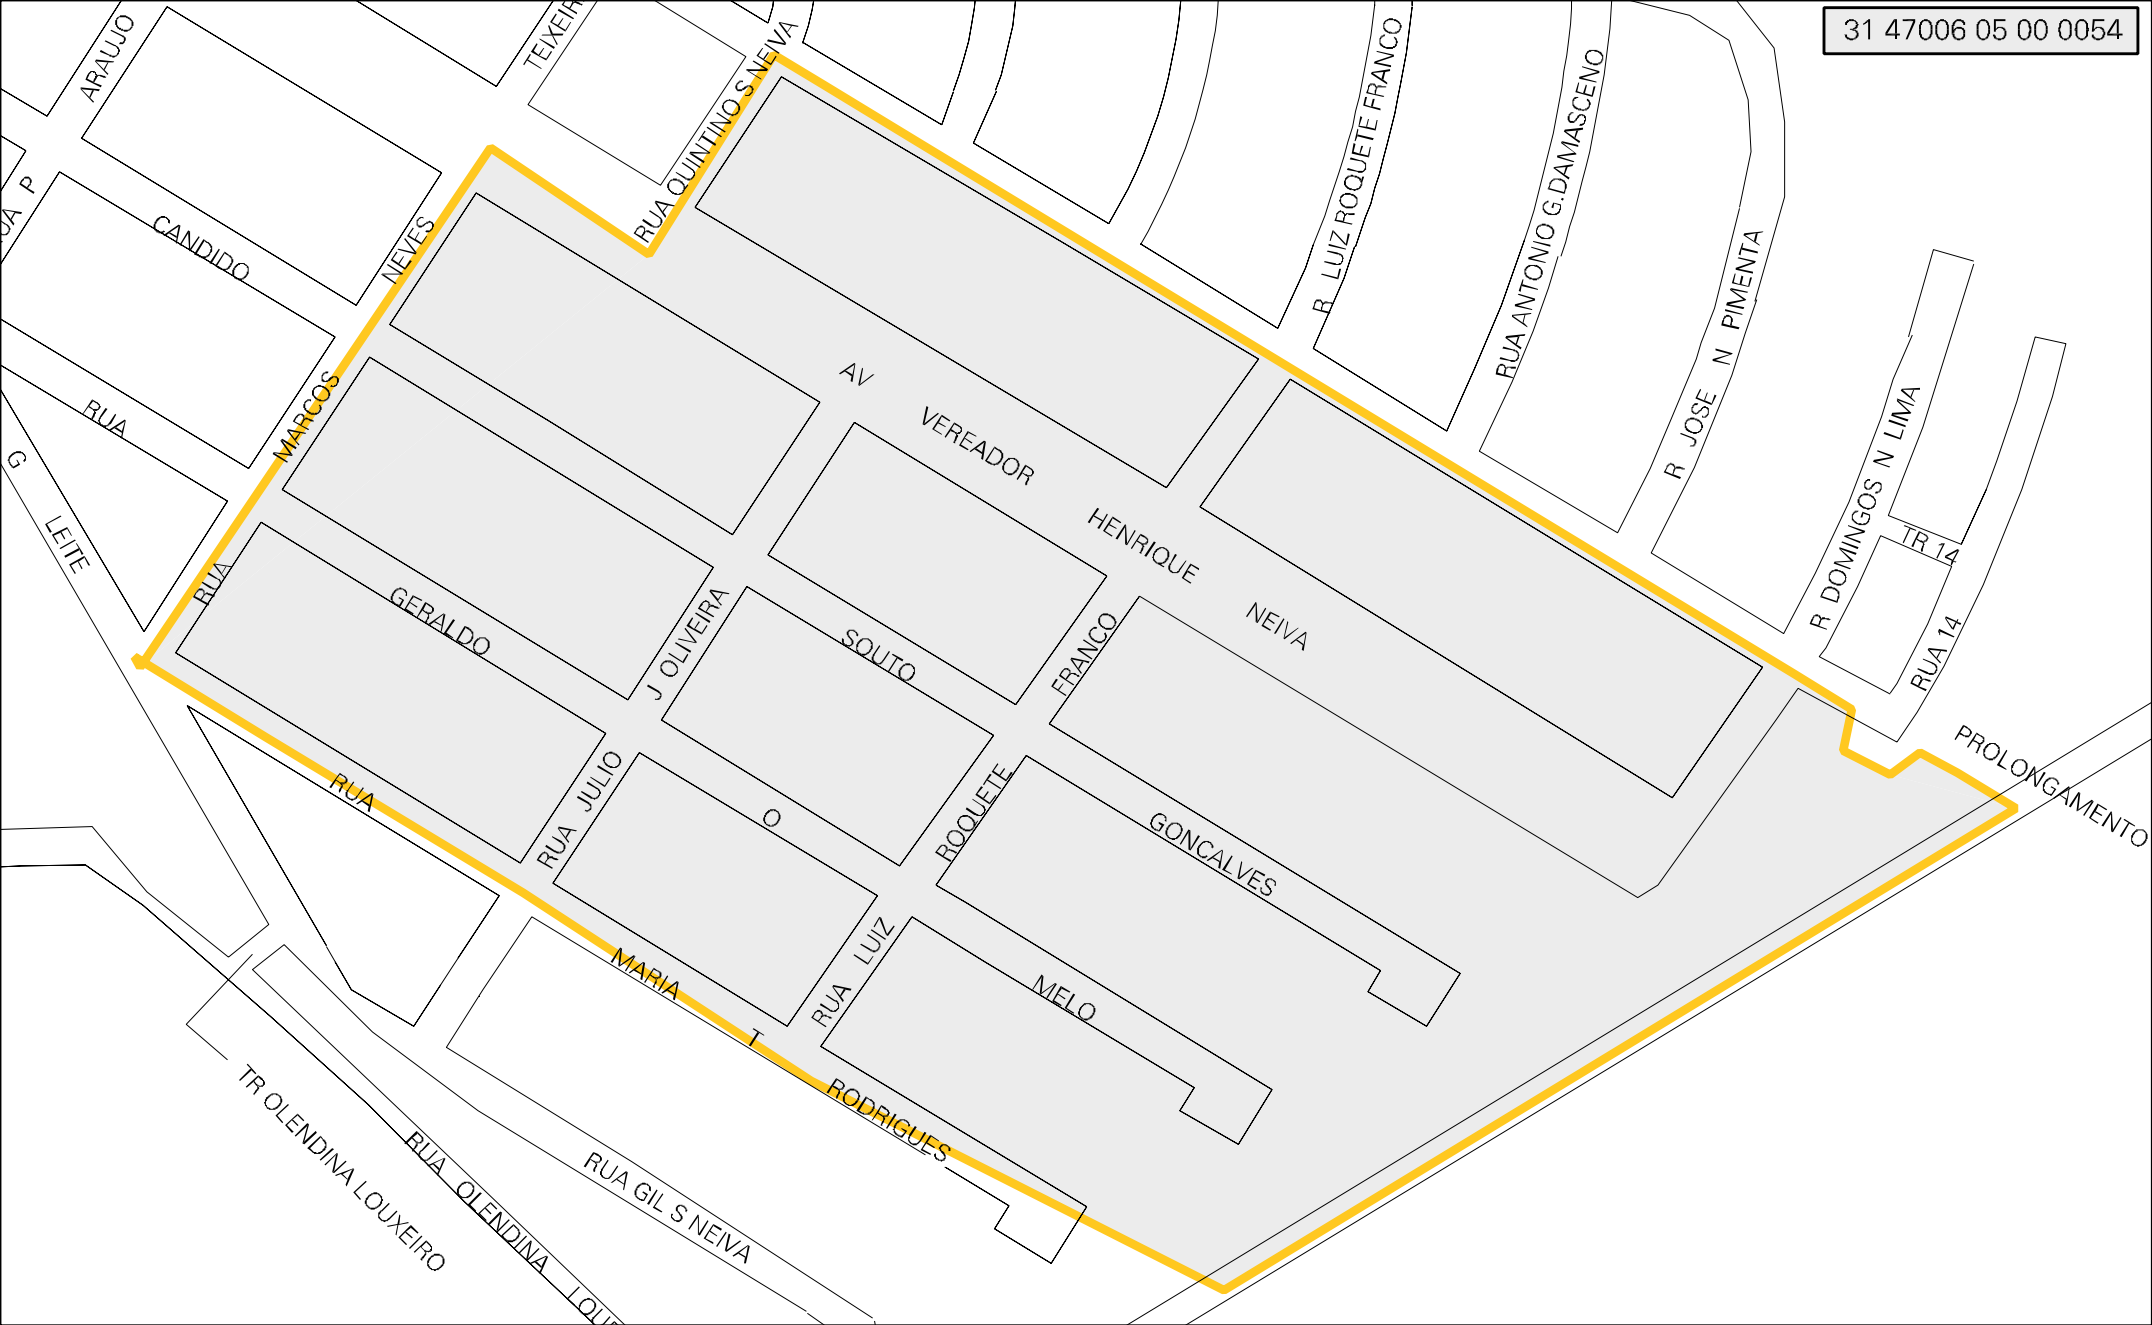 31 47006 05 00 0054
ARAUJO
TEIXEIR
RUA QUINTINO S NEIVA
R LUIZ ROQUETE FRANCO
RUA ANTONIO G.DAMASCENO
R JOSE N PIMENTA
R DOMINGOS N LIMA
TR 14
RUA 14
PROLONGAMENTO
P
RUA CANDIDO
RUA MARCOS NEVES
G LEITE
AV VEREADOR HENRIQUE NEIVA
GERALDO SOUTO
RUA JULIO J OLIVEIRA
RUA LUIZ ROQUETE FRANCO
O GONCALVES
MELO
RUA MARIA T RODRIGUES
RUA GIL S NEIVA
TR OLENDINA LOUXEIRO
RUA OLENDINA